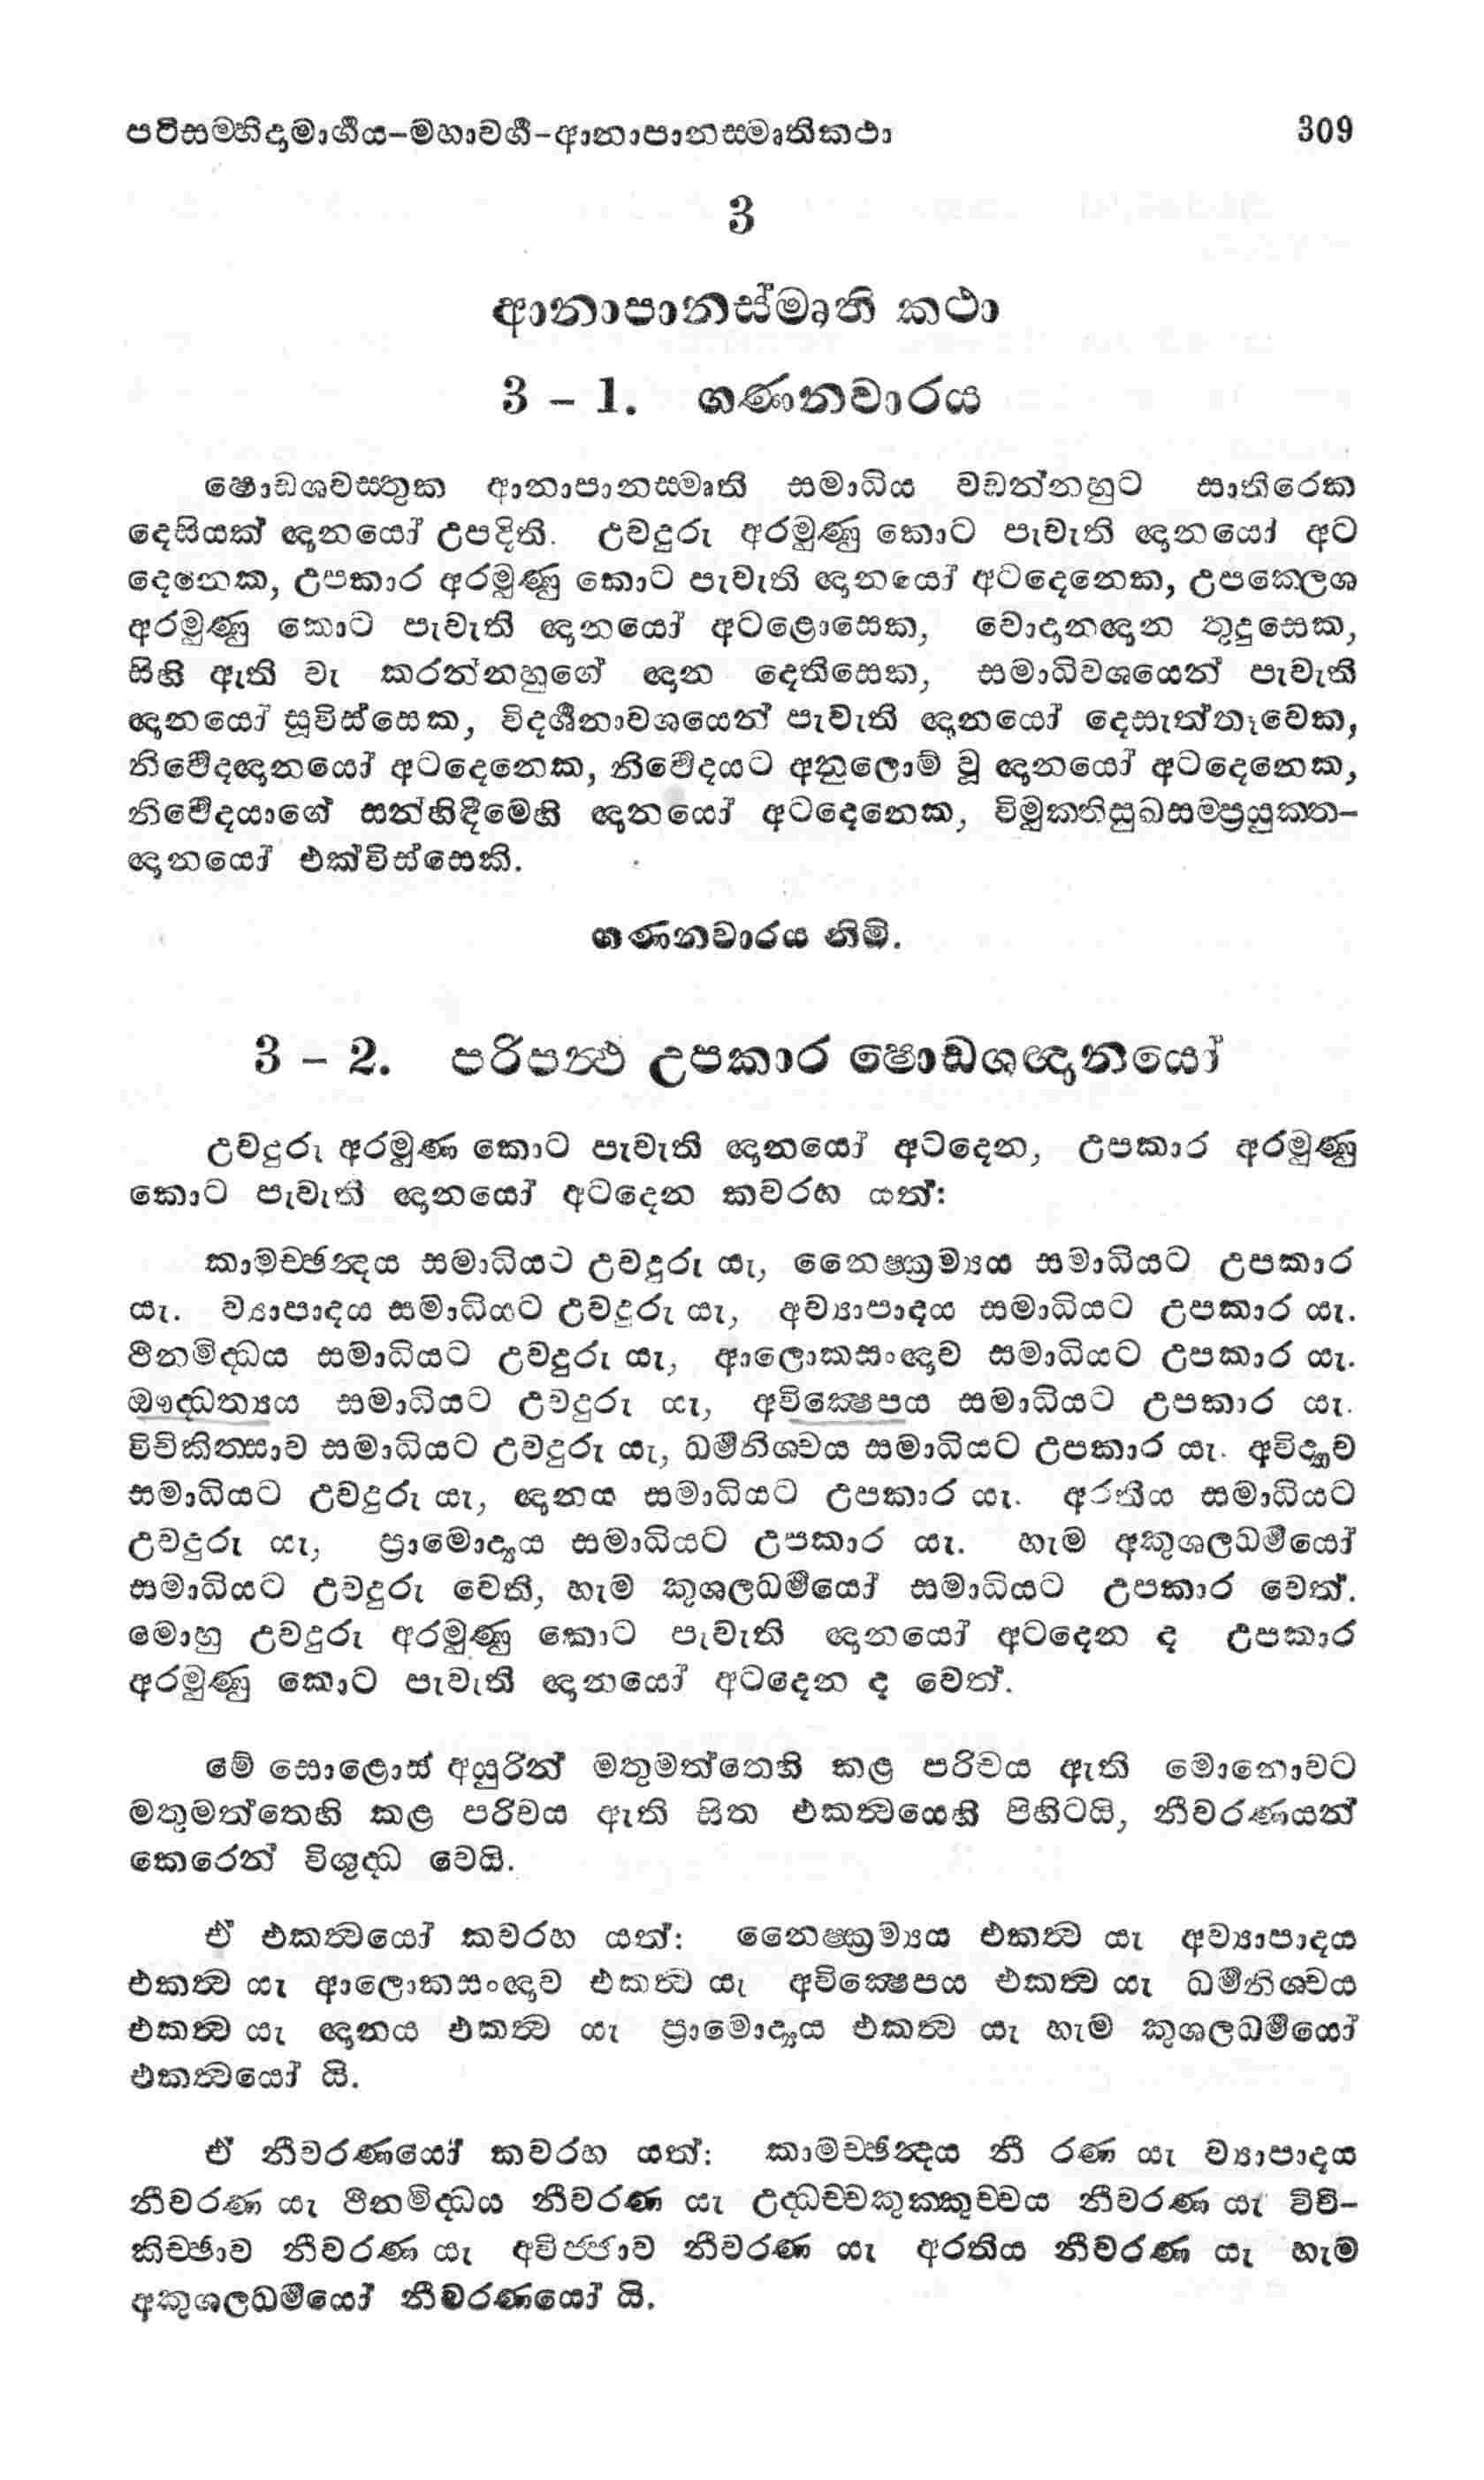 පටිසම්භිදාමාර්‍ගය-මහාවර්‍ග-ආනාපානසමෘතිකථා 309
3
ආනාපානස්මෘති කථා
3 - 1. ගණනවාරය
ෂොඩශවස්තුක ආනාපානසමෘති සමාධිය වඩන්නහුට සාතිරෙක
දෙසියක් ඥානයෝ උපදිති. උවදුරු අරමුණු කොට පැවැති ඥානයෝ අට
දෙනෙක, උපකාර අරමුණු කොට පැවැති ඥානයෝ අටදෙනෙක, උපක්ලෙශ
අරමුණු කොට පැවැති ඥානයෝ අටළොසෙක, වොදානඥාන තුදුසෙක,
සිහි ඇති වැ කරන්නහුගේ ඥාන දෙතිසෙක, සමාධිවශයෙන් පැවැති
ඥානයෝ සූවිස්සෙක, විදර්‍ශනාවශයෙන් පැවැති ඥානයෝ දෙසැත්තෑවෙක,
නිර්‍වේදඥානයෝ අටදෙනෙක, නිර්‍වේදයට අනුලොම් වූ ඥානයෝ අටදෙනෙක,
නිර්‍වේදයාගේ සන්හිදීමෙහි ඥානයෝ අටදෙනෙක, විමුක්තිසුඛසම්ප්‍රයුක්ත-
ඥානයෝ එක්විස්සෙකි.
ගණනවාරය නිමි.
3 - 2. පරිපන්‍ථ උපකාර ෂොඩශඥානයෝ
උවදුරු අරමුණ කොට පැවැති ඥානයෝ අටදෙන, උපකාර අරමුණු
කොට පැවැති ඥානයෝ අටදෙන කවරහ යත්:
කාමච්ඡන්‍දය සමාධියට උවදුරු යැ, නෛෂ්ක්‍රම්‍යය සමාධියට උපකාර
යැ. ව්‍යාපාදය සමාධියට උවදුරු යැ, අව්‍යාපාදය සමාධියට උපකාර යැ.
ථීනමිද්ධය සමාධියට උවදුරු යැ, ආලොකසංඥාව සමාධියට උපකාර යැ.
ඖද්ධත්‍යය සමාධියට උවදුරු යැ, අවික්‍ෂෙපය සමාධියට උපකාර යැ.
විචිකිත්සාව සමාධියට උවදුරු යැ, ධර්‍මනිශ්චය සමාධියට උපකාර යැ. අවිද්‍යාව
සමාධියට උවදුරු යැ, ඥානය සමාධියට උපකාර යැ. අරතිය සමාධියට
උවදුරු යැ, ප්‍රාමොද්‍යය සමාධියට උපකාර යැ. හැම අකුශලධර්‍මයෝ
සමාධියට උවදුරු වෙති, හැම කුශලධර්‍මයෝ සමාධියට උපකාර වෙත්.
මොහු උවදුරු අරමුණු කොට පැවැති ඥානයෝ අටදෙන ද උපකාර
අරමුණු කොට පැවැති ඥානයෝ අටදෙන ද වෙත්.
මේ සොළොස් අයුරින් මතුමත්තෙහි කළ පරිචය ඇති මොනොවට
මතුමත්තෙහි කළ පරිචය ඇති සිත එකත්‍වයෙහි පිහිටයි, නීවරණයන්
කෙරෙන් විශුද්ධ වෙයි.
ඒ එකත්‍වයෝ කවරහ යත්: නෛෂ්ක්‍රම්‍යය එකත්‍ව යැ අව්‍යාපාදය
එකත්‍ව යැ ආලොකසංඥාව එකත්‍ව යැ අවික්‍ෂෙපය එකත්‍ව යැ ධර්‍මනිශ්චය
එකත්‍ව යැ ඥානය එකත්‍ව යැ ප්‍රාමොද්‍යය එකත්‍ව යැ හැම කුශලධර්‍මයෝ
එකත්‍වයෝ යි.
ඒ නීවරණයෝ කවරහ යත්: කාමච්ඡන්‍දය නී රණ යැ ව්‍යාපාදය
නීවරණ යැ ථීනමිද්ධය නීවරණ යැ උද්ධච්චකුක්කුච්චය නීවරණ යැ විචි-
කිච්ඡාව නීවරණ යැ අවිජ්ජාව නීවරණ යැ අරතිය නීවරණ යැ හැම
අකුශලධර්‍මයෝ නීවරණයෝ යි.